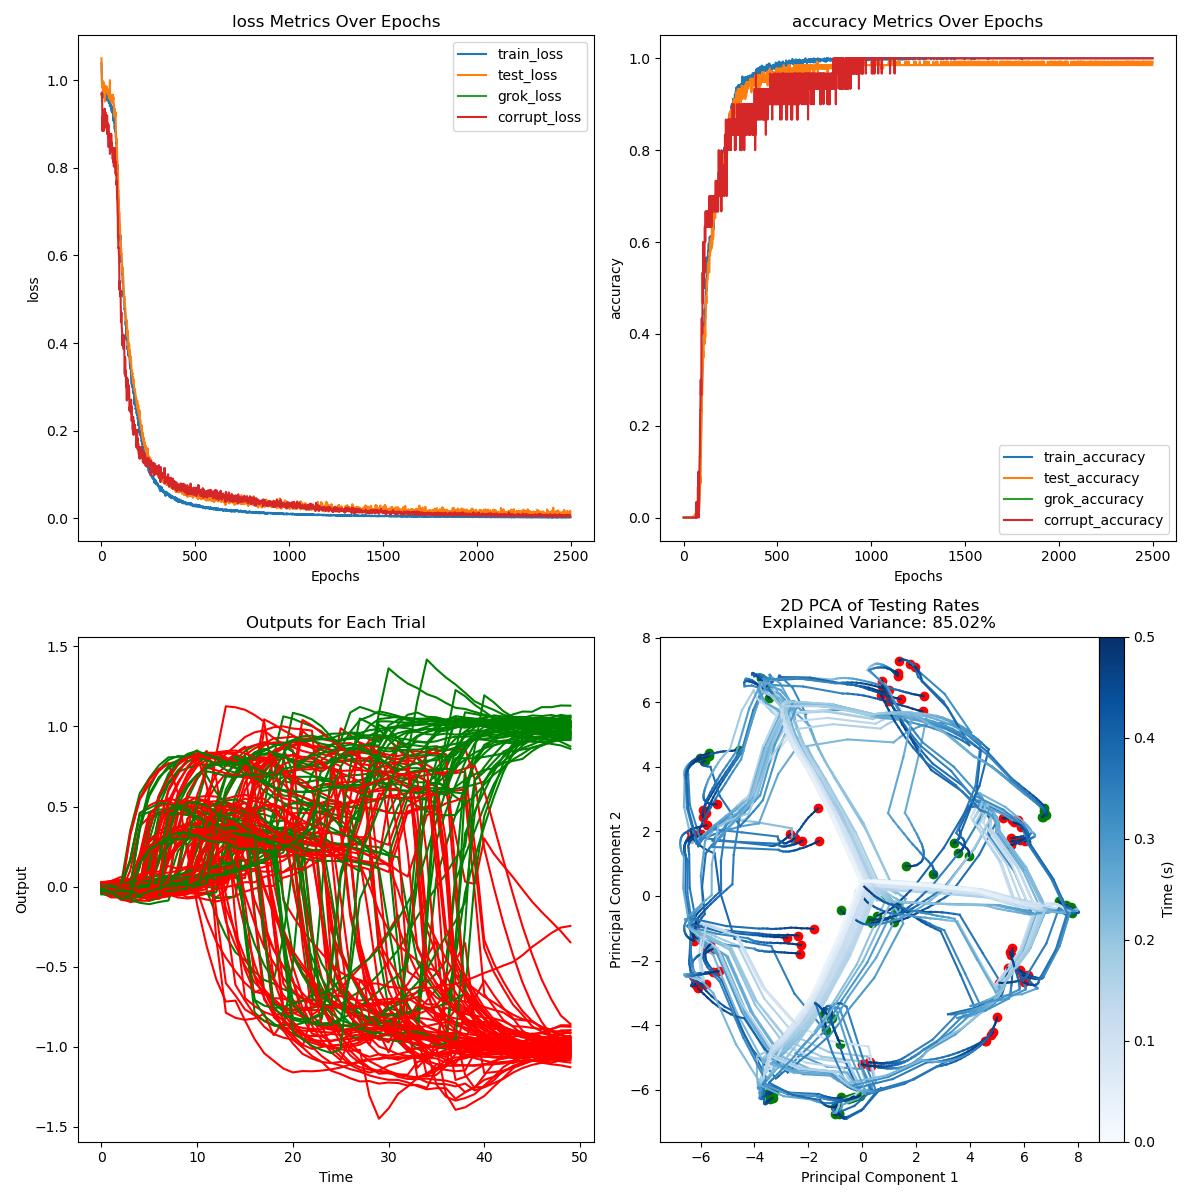 loss Metrics Over Epochs
1.0
0.8
0.6
0.4
0.2
0.0
loss
0
500
1000
1500
2000
2500
Epochs
train_loss
test_loss
grok_loss
corrupt_loss
accuracy Metrics Over Epochs
1.0
0.8
0.6
0.4
0.2
0.0
accuracy
0
500
1000
1500
2000
2500
Epochs
train_accuracy
test_accuracy
grok_accuracy
corrupt_accuracy
Outputs for Each Trial
1.5
1.0
0.5
0.0
−0.5
−1.0
−1.5
Output
0
10
20
30
40
50
Time
2D PCA of Testing Rates
Explained Variance: 85.02%
8
6
4
2
0
−2
−4
−6
Principal Component 2
−6
−4
−2
0
2
4
6
8
Principal Component 1
0.5
0.4
0.3
0.2
0.1
0.0
Time (s)